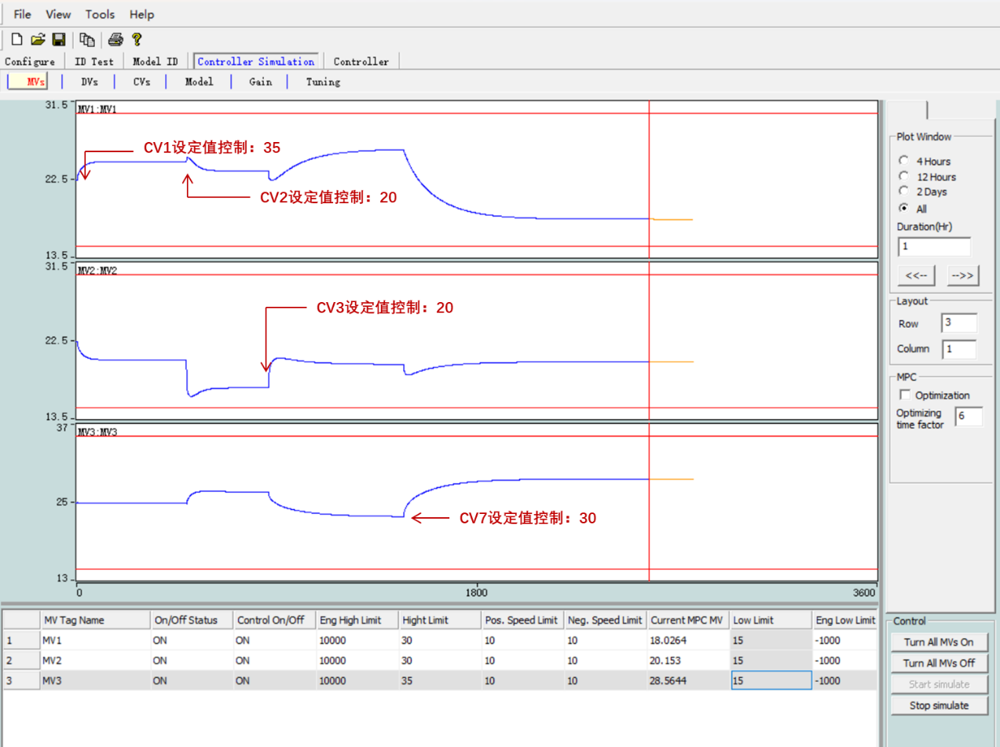 File View Tools Help
Configure ID Test Model ID Controller Simulation Controller
MVs DVs CVs Model Gain Tuning
31.5
MV1:MV1
CV1设定值控制：35
22.5
CV2设定值控制：20
13.5
31.5
MV2:MV2
CV3设定值控制：20
22.5
13.5
37
MV3:MV3
25
CV7设定值控制：30
13
0 1800 3600
Plot Window
4 Hours
12 Hours
2 Days
All
Duration(Hr)
1
<<-- -->>
Layout
Row 3
Column 1
MPC
Optimization
Optimizing
time factor
6
MV Tag Name On/Off Status Control On/Off Eng High Limit Hight Limit Pos. Speed Limit Neg. Speed Limit Current MPC MV Low Limit Eng Low Limit
1 MV1 ON ON 10000 30 10 10 18.0264 15 -1000
2 MV2 ON ON 10000 30 10 10 20.153 15 -1000
3 MV3 ON ON 10000 35 10 10 28.5644 15 -1000
Control
Turn All MVs On
Turn All MVs Off
Start simulate
Stop simulate